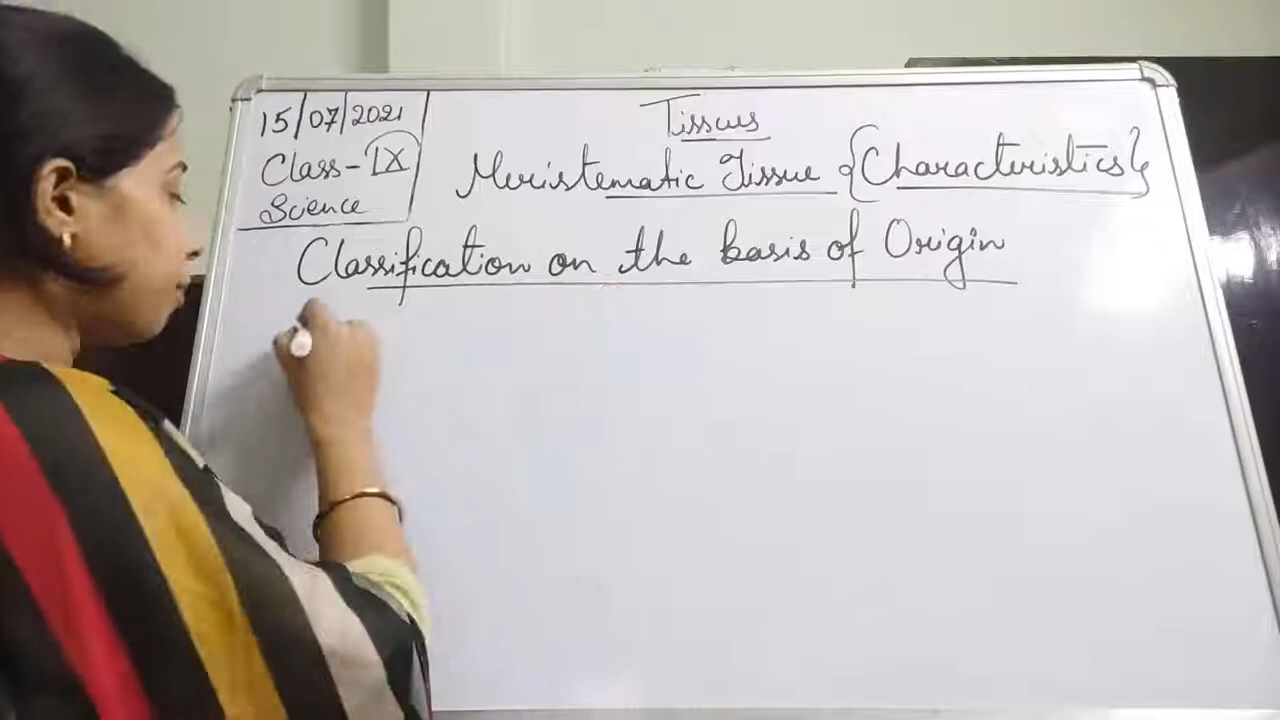 15/07/2021
Class-IX
Science
Tissues
Meristematic Tissue {Characteristics}
Classification on the basis of Origin